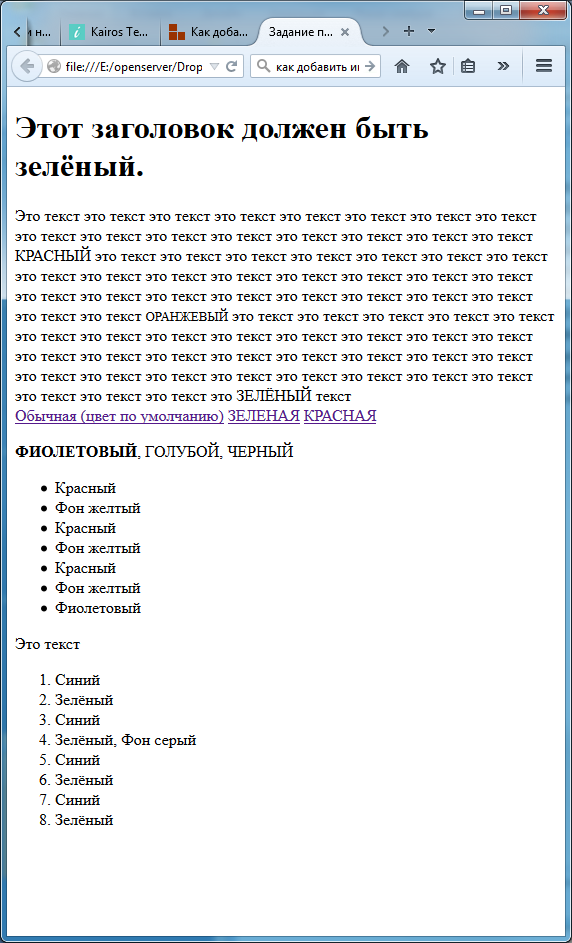 и н...
Kairos Te...
Как доба...
Задание п...
file:///E:/openserver/Drop
как добавить и
Этот заголовок должен быть
зелёный.
Это текст это текст это текст это текст это текст это текст это текст это текст
это текст это текст это текст это текст это текст это текст это текст это текст
КРАСНЫЙ это текст это текст это текст это текст это текст это текст это текст
это текст это текст это текст это текст это текст это текст это текст это текст
это текст это текст это текст это текст это текст это текст это текст это текст
это текст это текст ОРАНЖЕВЫЙ это текст это текст это текст это текст это текст
это текст это текст это текст это текст это текст это текст это текст это текст
это текст это текст это текст это текст это текст это текст это текст это текст
это текст это текст это текст это текст это текст это текст это текст это текст
это текст это текст это текст это ЗЕЛЁНЫЙ текст
Обычная (цвет по умолчанию) ЗЕЛЕНАЯ КРАСНАЯ
ФИОЛЕТОВЫЙ, ГОЛУБОЙ, ЧЕРНЫЙ
• Красный
• Фон желтый
• Красный
• Фон желтый
• Красный
• Фон желтый
• Фиолетовый
Это текст
1. Синий
2. Зелёный
3. Синий
4. Зелёный, Фон серый
5. Синий
6. Зелёный
7. Синий
8. Зелёный